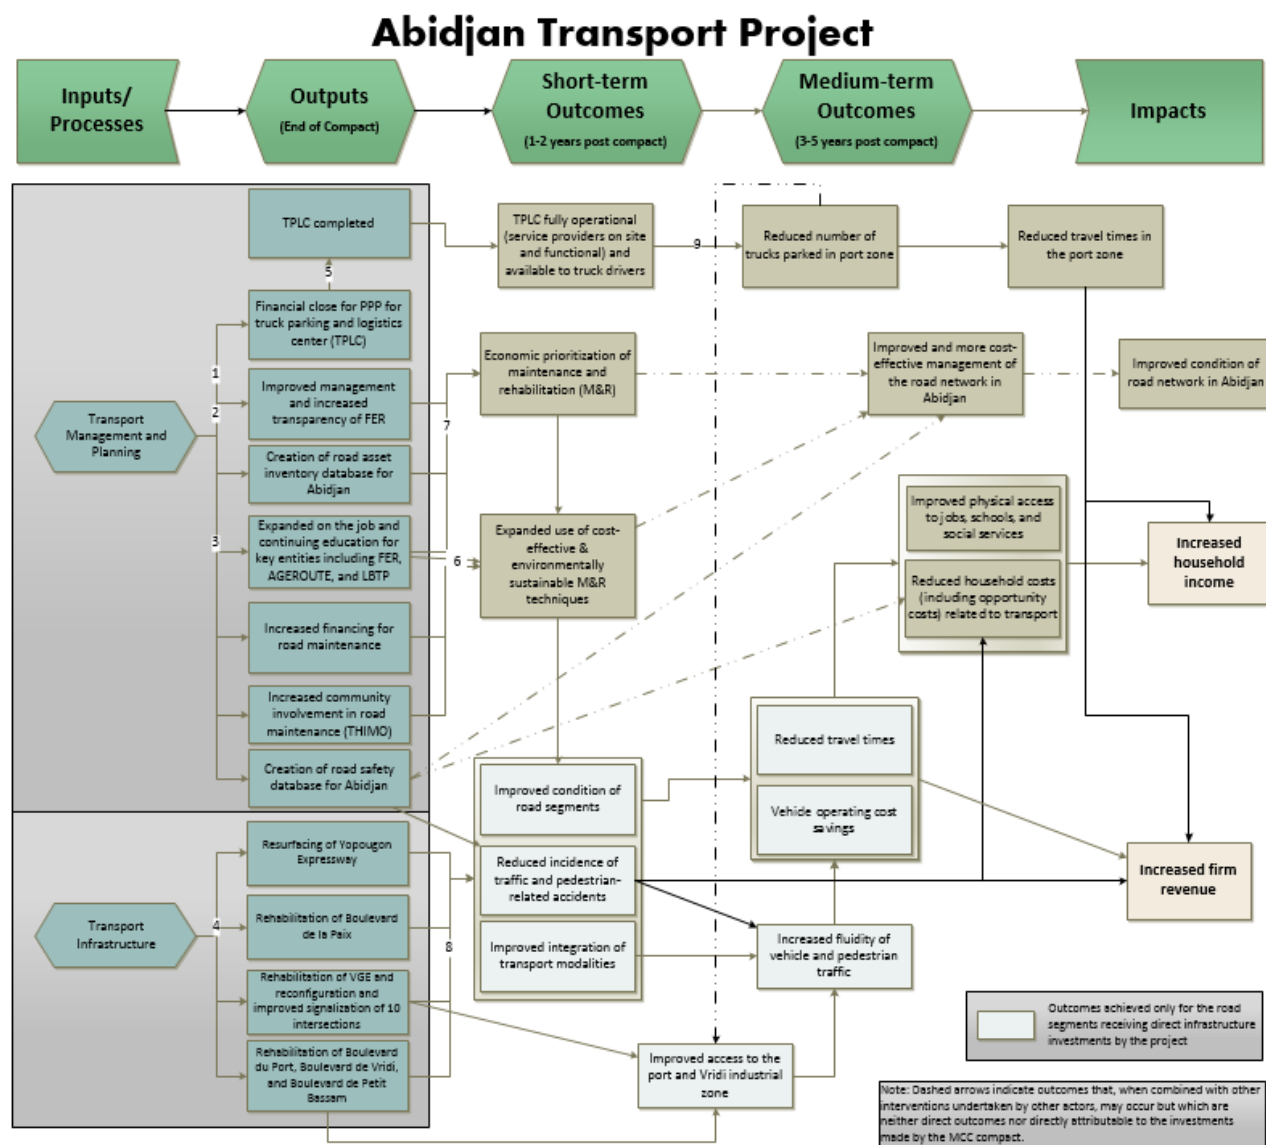 Abidjan Transport Project
Inputs/
Processes
Outputs
(End of Compact)
Short-term
Outcomes
(1-2 years post compact)
Medium-term
Outcomes
(3-5 years post compact)
Impacts
TPLC completed
TPLC fully operational
(service providers on site
and functional) and
available to truck drivers
9
Reduced number of
trucks parked in port zone
Reduced travel times in
the port zone
5
Financial close for PPP for
truck parking and logistics
center (TPLC)
1
Improved management
and increased
transparency of FER
2
Transport
Management and
Planning
Creation of road asset
inventory database for
Abidjan
3
Expanded on the job and
continuing education for
key entities including FER,
AGEROUTE, and LBTP
Increased financing for
road maintenance
Increased community
involvement in road
maintenance (THIMO)
Creation of road safety
database for Abidjan
7
6
Economic prioritization of
maintenance and
rehabilitation (M&R)
Expanded use of cost-
effective &
environmentally
sustainable M&R
techniques
Improved and more cost-
effective management of
the road network in
Abidjan
Improved condition of
road network in Abidjan
Improved physical access
to jobs, schools, and
social services
Reduced household costs
(including opportunity
costs) related to transport
Increased
household
income
Reduced travel times
Vehicle operating cost
savings
Improved condition of
road segments
Reduced incidence of
traffic and pedestrian-
related accidents
Improved integration of
transport modalities
Increased firm
revenue
Increased fluidity of
vehicle and pedestrian
traffic
Transport
Infrastructure
4
Resurfacing of Yopougon
Expressway
Rehabilitation of Boulevard
de la Paix
8
Rehabilitation of VGE and
reconfiguration and
improved signalization of 10
intersections
Rehabilitation of Boulevard
du Port, Boulevard de Vridi,
and Boulevard de Petit
Bassam
Improved access to the
port and Vridi industrial
zone
Outcomes achieved only for the road
segments receiving direct infrastructure
investments by the project
Note: Dashed arrows indicate outcomes that, when combined with other
interventions undertaken by other actors, may occur but which are
neither direct outcomes nor directly attributable to the investments
made by the MCC compact.